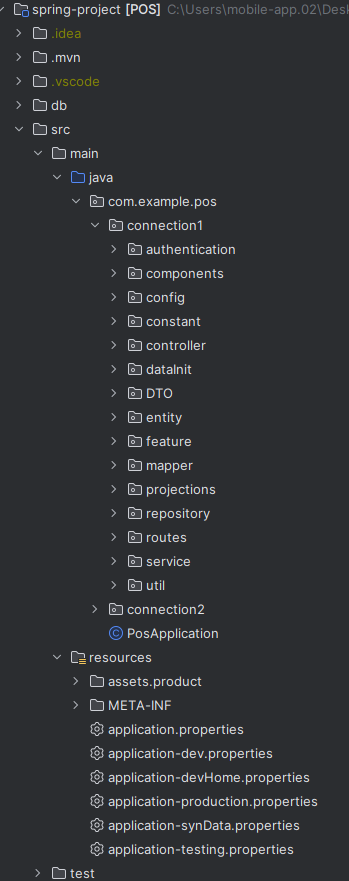 spring-project [POS] C:\Users\mobile-app.02\Desl
.idea
.mvn
.vscode
db
src
main
java
com.example.pos
connection1
authentication
components
config
constant
controller
dataInit
DTO
entity
feature
mapper
projections
repository
routes
service
util
connection2
PosApplication
resources
assets.product
META-INF
application.properties
application-dev.properties
application-devHome.properties
application-production.properties
application-synData.properties
application-testing.properties
test